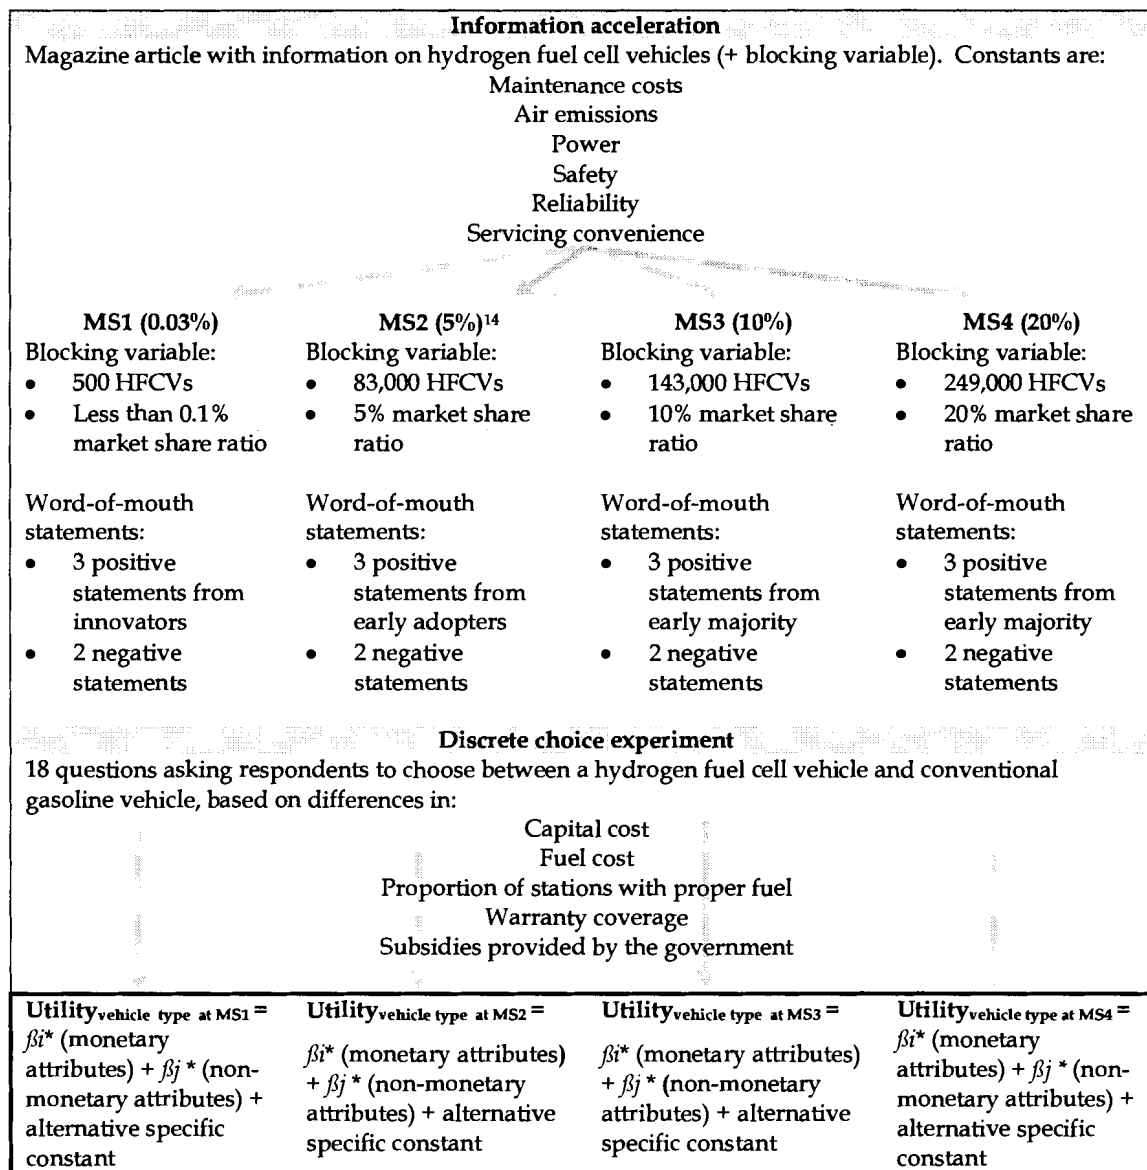 Information acceleration
Magazine article with information on hydrogen fuel cell vehicles (+ blocking variable). Constants are:
Maintenance costs
Air emissions
Power
Safety
Reliability
Servicing convenience
MS1 (0.03%)
Blocking variable:
• 500 HFCVs
• Less than 0.1%
market share ratio
Word-of-mouth
statements:
• 3 positive
statements from
innovators
• 2 negative
statements
MS2 (5%)¹⁴
Blocking variable:
• 83,000 HFCVs
• 5% market share
ratio
Word-of-mouth
statements:
• 3 positive
statements from
early adopters
• 2 negative
statements
MS3 (10%)
Blocking variable:
• 143,000 HFCVs
• 10% market share
ratio
Word-of-mouth
statements:
• 3 positive
statements from
early majority
• 2 negative
statements
MS4 (20%)
Blocking variable:
• 249,000 HFCVs
• 20% market share
ratio
Word-of-mouth
statements:
• 3 positive
statements from
early majority
• 2 negative
statements
Discrete choice experiment
18 questions asking respondents to choose between a hydrogen fuel cell vehicle and conventional
gasoline vehicle, based on differences in:
Capital cost
Fuel cost
Proportion of stations with proper fuel
Warranty coverage
Subsidies provided by the government
Utility vehicle type at MS1 =
βi* (monetary
attributes) + βj * (non-
monetary attributes) +
alternative specific
constant
Utility vehicle type at MS2 =
βi* (monetary attributes)
+ βj * (non-monetary
attributes) + alternative
specific constant
Utility vehicle type at MS3 =
βi* (monetary attributes)
+ βj * (non-monetary
attributes) + alternative
specific constant
Utility vehicle type at MS4 =
βi* (monetary
attributes) + βj * (non-
monetary attributes) +
alternative specific
constant